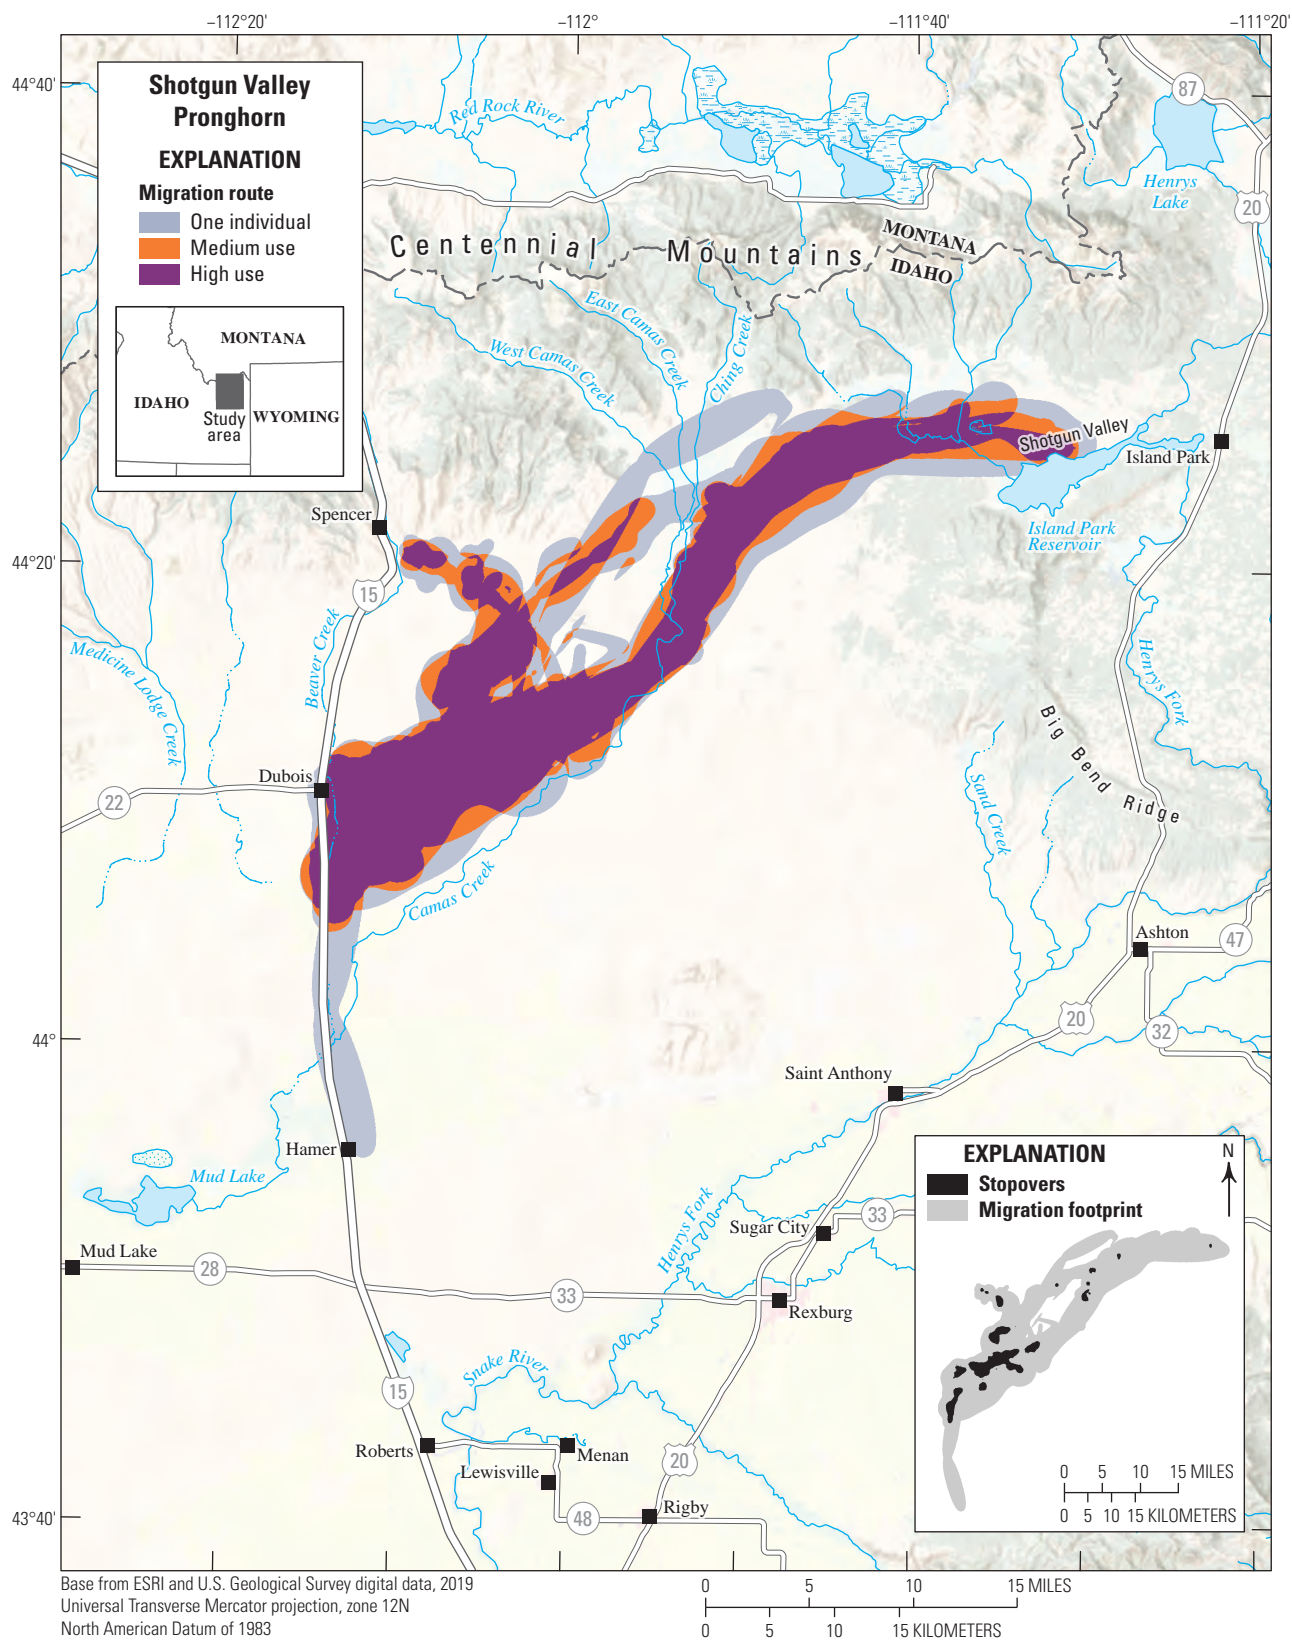 −112°20'
−112°
−111°40'
−111°20'
44°40'
44°20'
44°
43°40'
Shotgun Valley
Pronghorn
EXPLANATION
Migration route
One individual
Medium use
High use
MONTANA
IDAHO
WYOMING
Study
area
Red Rock River
87
Henrys
Lake
20
Centennial Mountains
MONTANA
IDAHO
East Camas Creek
West Camas Creek
Ching Creek
Shotgun Valley
Island Park
Island Park
Reservoir
Spencer
15
Beaver Creek
Medicine Lodge Creek
Henrys Fork
Big Bend Ridge
Sand Creek
Dubois
22
Camas Creek
Ashton
47
20
32
Saint Anthony
Hamer
Mud Lake
Mud Lake
28
33
Henrys Fork
Sugar City
33
Rexburg
Snake River
15
Roberts
Menan
Lewisville
20
48
Rigby
EXPLANATION
Stopovers
Migration footprint
N
0 5 10 15 MILES
0 5 10 15 KILOMETERS
Base from ESRI and U.S. Geological Survey digital data, 2019
Universal Transverse Mercator projection, zone 12N
North American Datum of 1983
0 5 10 15 MILES
0 5 10 15 KILOMETERS